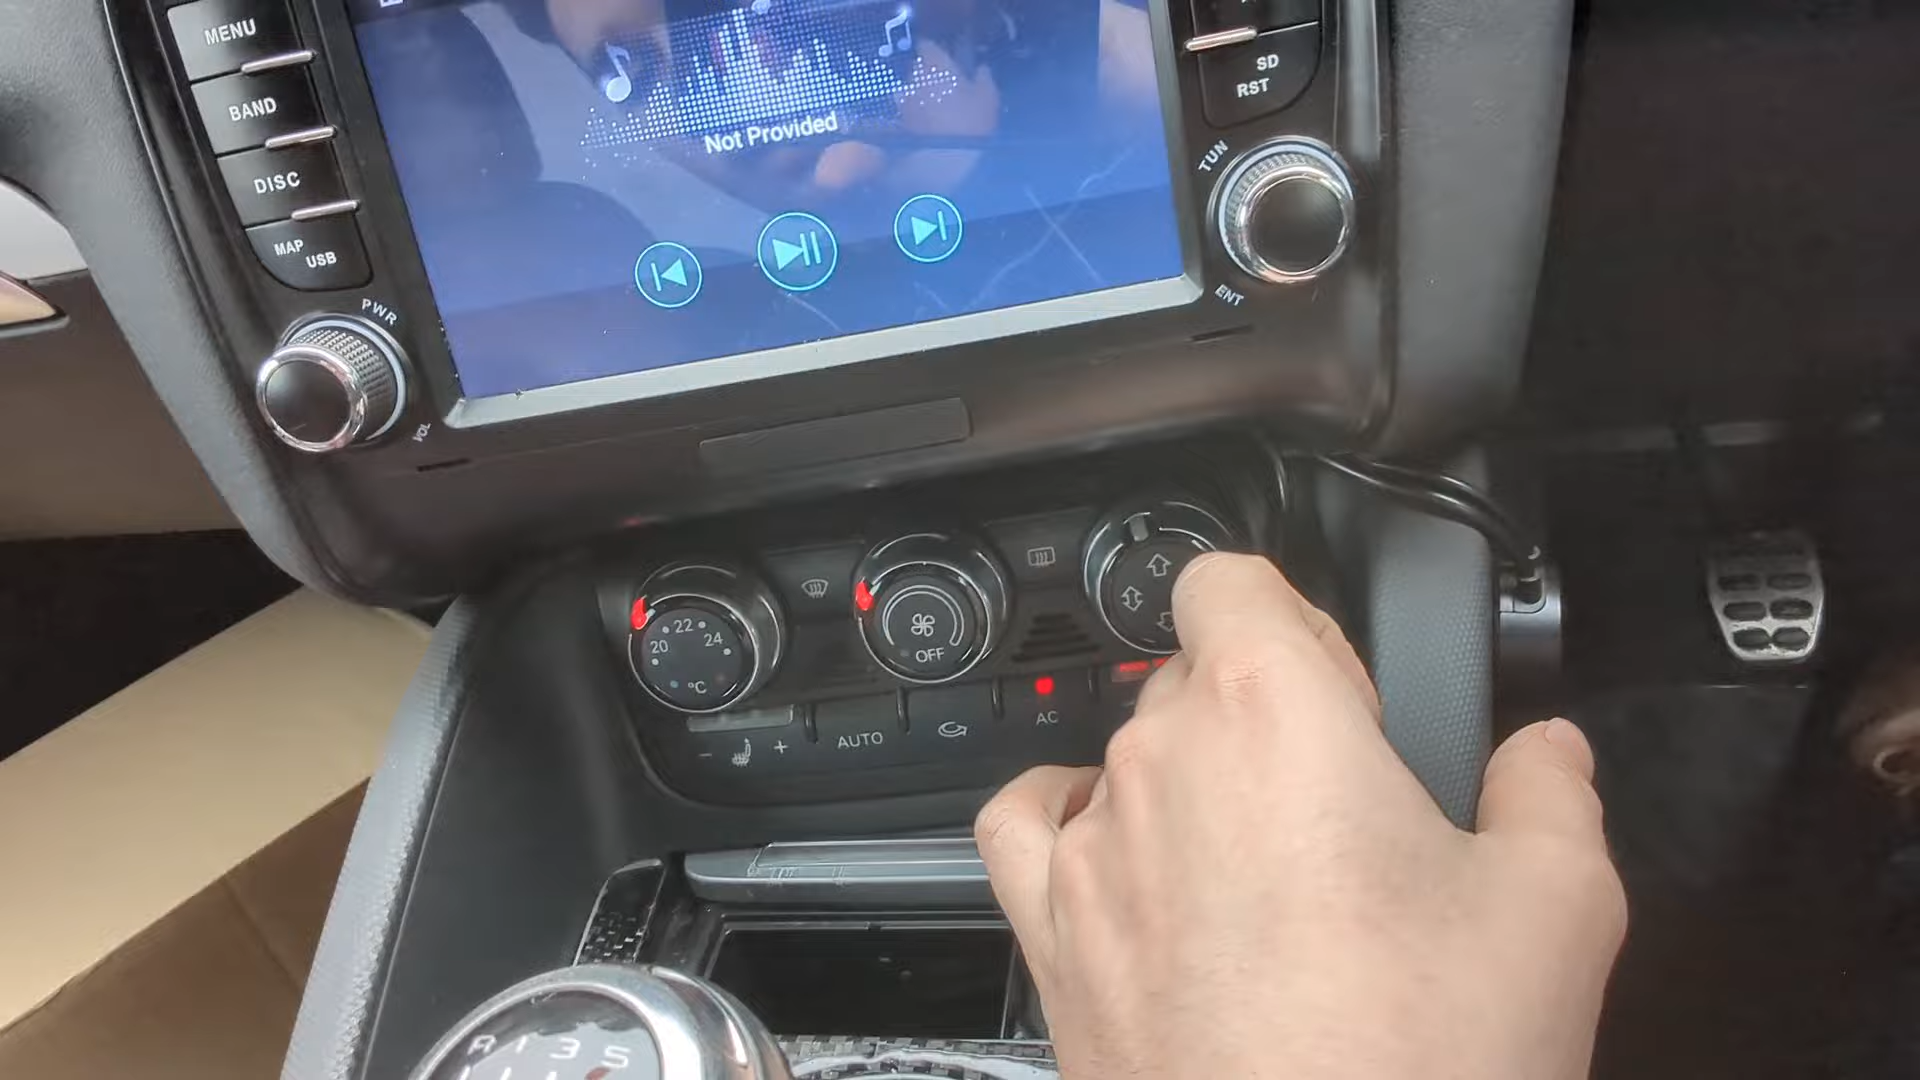 MENU
BAND
DISC
MAP
USB
PWR
VOL
Not Provided
SD
RST
TUN
ENT
20
22
24
°C
OFF
- +
AUTO
AC
R 1 3 5